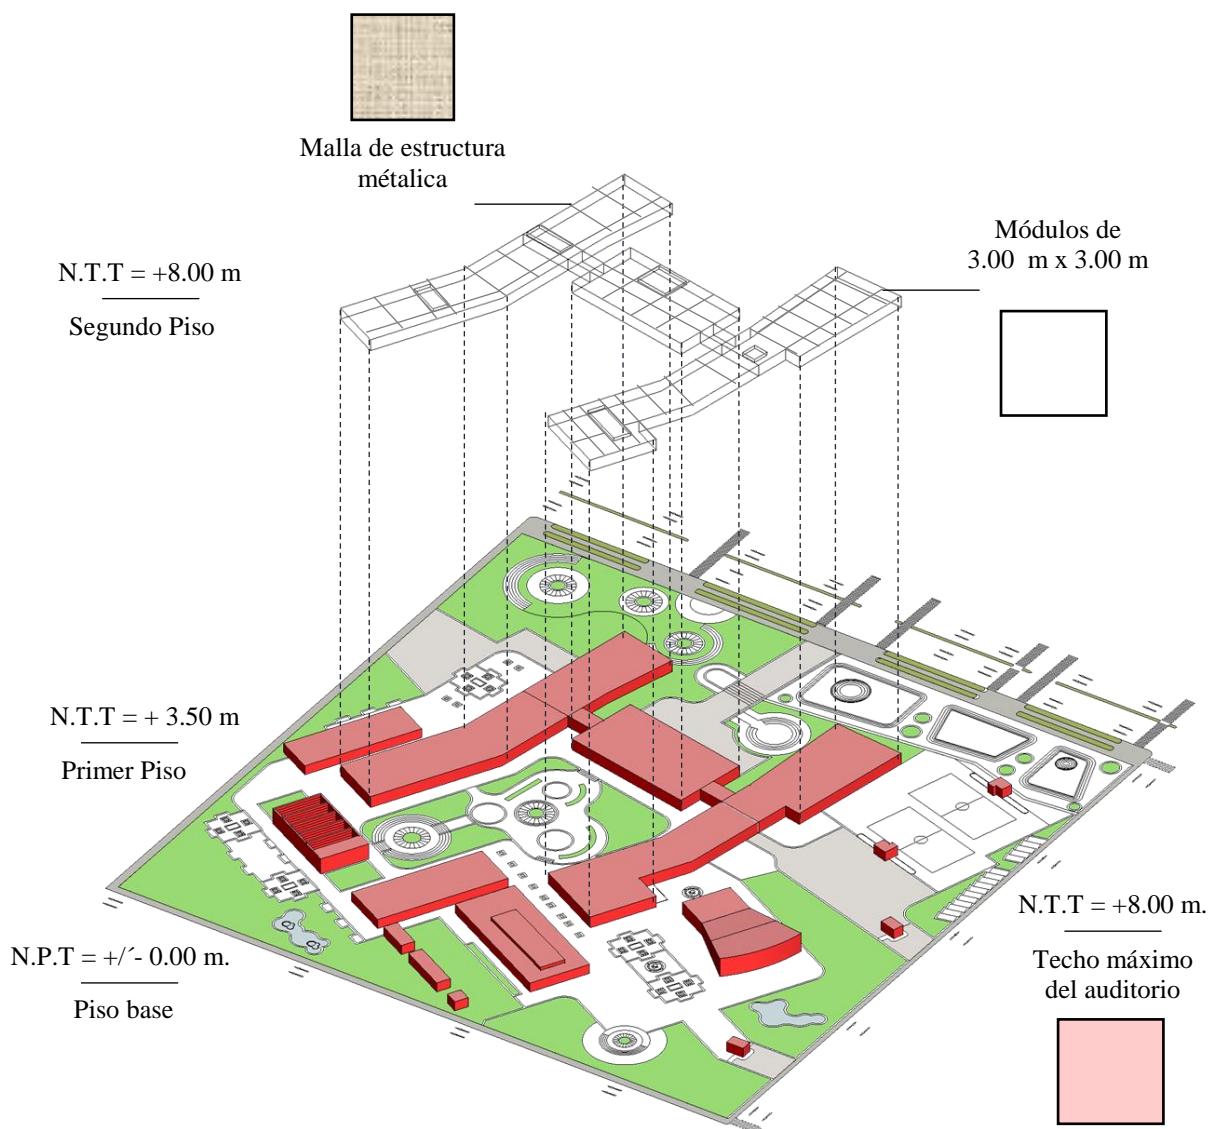 Malla de estructura
métalica
Módulos de
3.00 m x 3.00 m
N.T.T = +8.00 m
Segundo Piso
N.T.T = + 3.50 m
Primer Piso
N.T.T = +8.00 m.
Techo máximo
del auditorio
N.P.T = +/´- 0.00 m.
Piso base